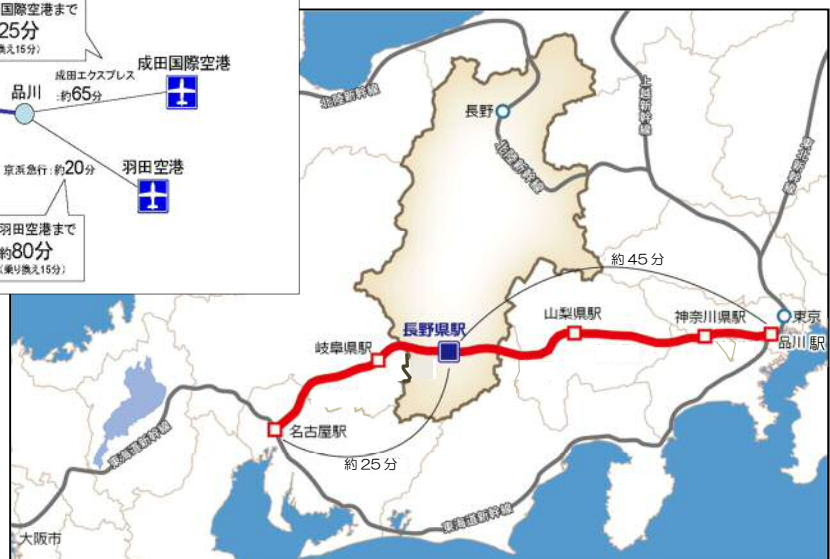 国際空港まで
25分
換え15分）
成田国際空港
成田エクスプレス
：約65分
品川
京浜急行：約20分
羽田空港
羽田空港まで
約80分
（乗り換え15分）
北陸新幹線
長野
北陸新幹線
上越新幹線
東北新幹線
約45分
長野県駅
山梨県駅
神奈川県駅
東京
品川駅
岐阜県駅
名古屋駅
約25分
東海道新幹線
東海道新幹線
大阪市